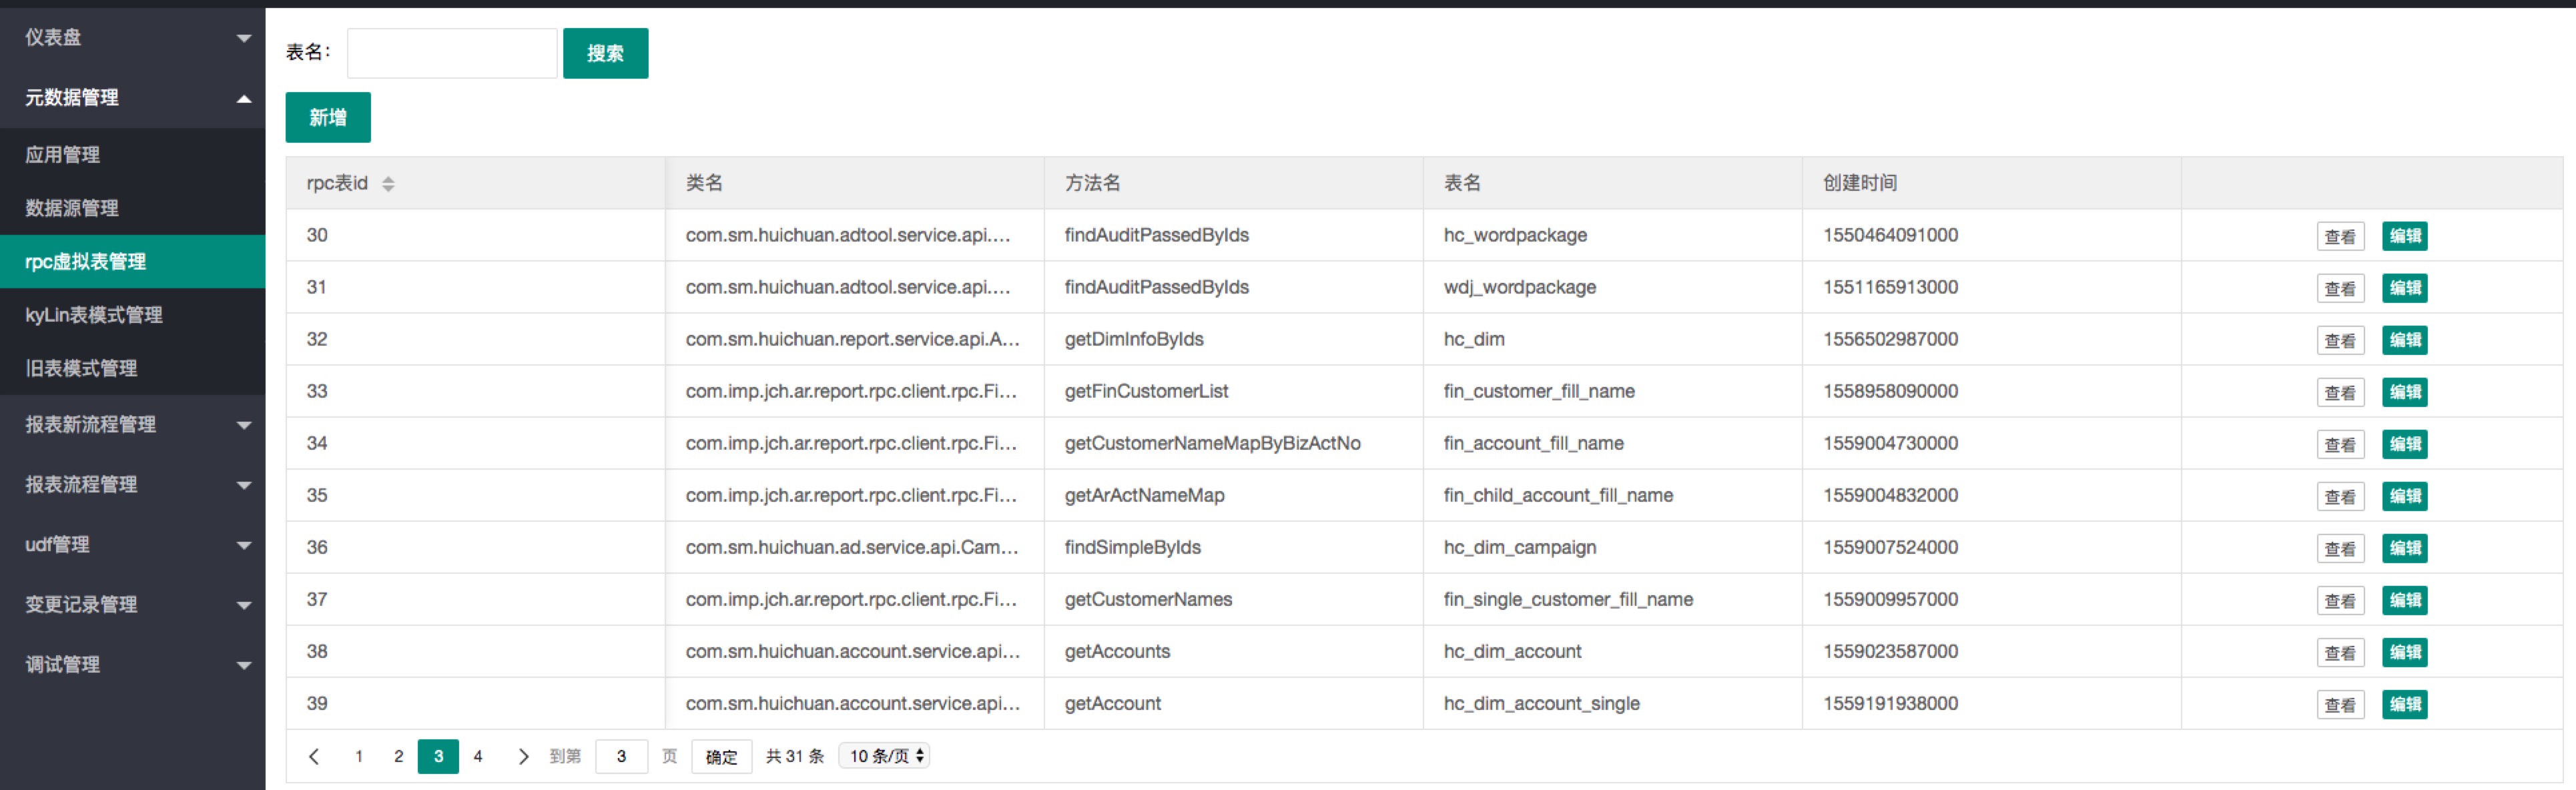 仪表盘
元数据管理
应用管理
数据源管理
rpc虚拟表管理
kyLin表模式管理
旧表模式管理
报表新流程管理
报表流程管理
udf管理
变更记录管理
调试管理
表名： 搜索
新增
rpc表id 类名 方法名 表名 创建时间
30 com.sm.huichuan.adtool.service.api.... findAuditPassedByIds hc_wordpackage 1550464091000 查看 编辑
31 com.sm.huichuan.adtool.service.api.... findAuditPassedByIds wdj_wordpackage 1551165913000 查看 编辑
32 com.sm.huichuan.report.service.api.A... getDimInfoByIds hc_dim 1556502987000 查看 编辑
33 com.imp.jch.ar.report.rpc.client.rpc.Fi... getFinCustomerList fin_customer_fill_name 1558958090000 查看 编辑
34 com.imp.jch.ar.report.rpc.client.rpc.Fi... getCustomerNameMapByBizActNo fin_account_fill_name 1559004730000 查看 编辑
35 com.imp.jch.ar.report.rpc.client.rpc.Fi... getArActNameMap fin_child_account_fill_name 1559004832000 查看 编辑
36 com.sm.huichuan.ad.service.api.Cam... findSimpleByIds hc_dim_campaign 1559007524000 查看 编辑
37 com.imp.jch.ar.report.rpc.client.rpc.Fi... getCustomerNames fin_single_customer_fill_name 1559009957000 查看 编辑
38 com.sm.huichuan.account.service.api... getAccounts hc_dim_account 1559023587000 查看 编辑
39 com.sm.huichuan.account.service.api... getAccount hc_dim_account_single 1559191938000 查看 编辑
1 2 3 4 到第 3 页 确定 共 31 条 10 条/页